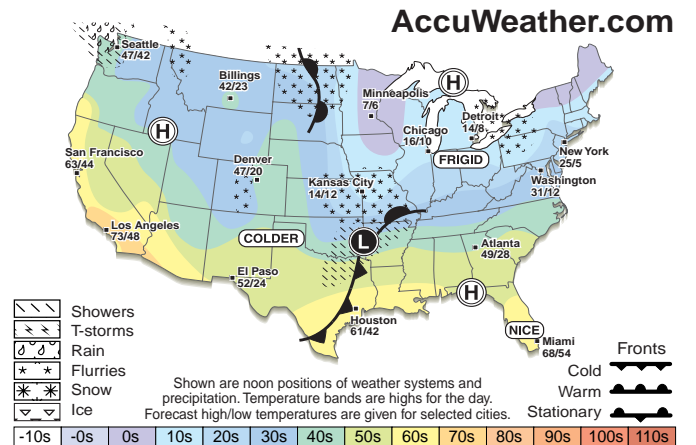 AccuWeather.com
Seattle
47/42
Billings
42/23
Minneapolis
7/6
H
Detroit
14/8
Chicago
16/10
FRIGID
H
San Francisco
63/44
Denver
47/20
Kansas City
14/12
New York
25/5
Washington
31/12
Los Angeles
73/48
COLDER
L
Atlanta
49/28
El Paso
52/24
H
Houston
61/42
NICE
Miami
68/54
Showers
T-storms
Rain
Flurries
Snow
Ice
Shown are noon positions of weather systems and
precipitation. Temperature bands are highs for the day.
Forecast high/low temperatures are given for selected cities.
Fronts
Cold
Warm
Stationary
-10s -0s 0s 10s 20s 30s 40s 50s 60s 70s 80s 90s 100s 110s